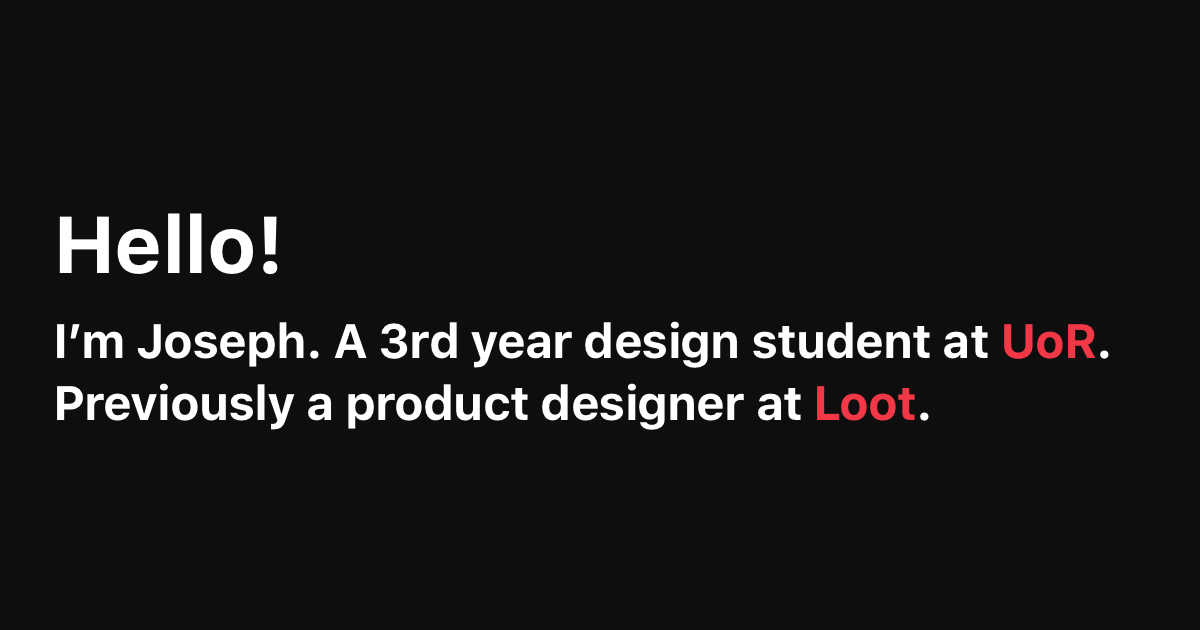 Hello!
I’m Joseph. A 3rd year design student at UoR.
Previously a product designer at Loot.